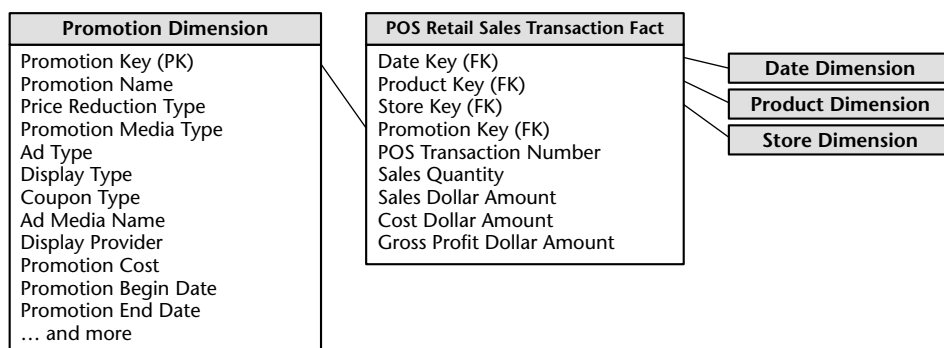 Promotion Dimension
Promotion Key (PK)
Promotion Name
Price Reduction Type
Promotion Media Type
Ad Type
Display Type
Coupon Type
Ad Media Name
Display Provider
Promotion Cost
Promotion Begin Date
Promotion End Date
… and more
POS Retail Sales Transaction Fact
Date Key (FK)
Product Key (FK)
Store Key (FK)
Promotion Key (FK)
POS Transaction Number
Sales Quantity
Sales Dollar Amount
Cost Dollar Amount
Gross Profit Dollar Amount
Date Dimension
Product Dimension
Store Dimension